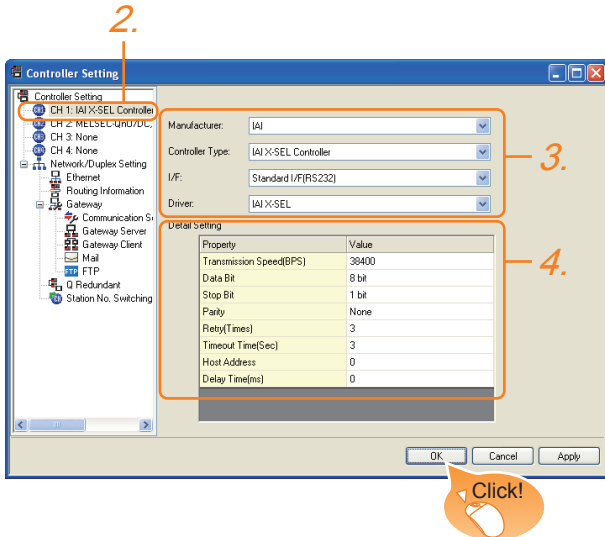 2.
Controller Setting
Controller Setting
CH 1: IAI X-SEL Controller
CH 2: MELSEC-QnU/DC,
CH 3: None
CH 4: None
Network/Duplex Setting
Ethernet
Routing Information
Gateway
Communication S
Gateway Server
Gateway Client
Mail
FTP FTP
Q Redundant
Station No. Switching
Manufacturer: IAI
Controller Type: IAI X-SEL Controller
I/F: Standard I/F(RS232)
Driver: IAI X-SEL
3.
Detail Setting
Property Value
Transmission Speed(BPS) 38400
Data Bit 8 bit
Stop Bit 1 bit
Parity None
Retry(Times) 3
Timeout Time(Sec) 3
Host Address 0
Delay Time(ms) 0
4.
OK Cancel Apply
Click!